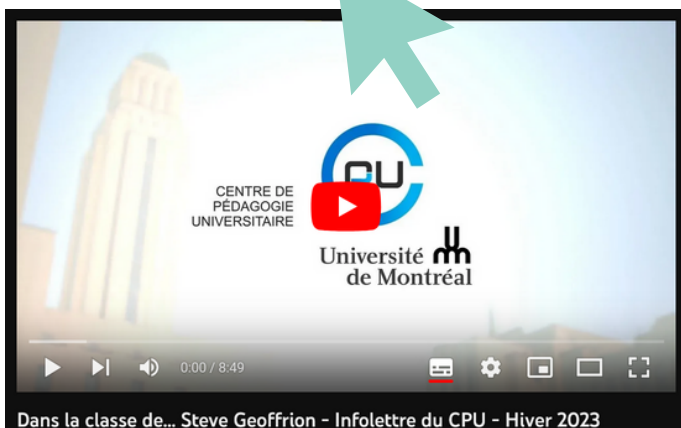 CPU
CENTRE DE
PÉDAGOGIE
UNIVERSITAIRE
Université
de Montréal
0:00 / 8:49
Dans la classe de... Steve Geoffrion - Infolettre du CPU - Hiver 2023